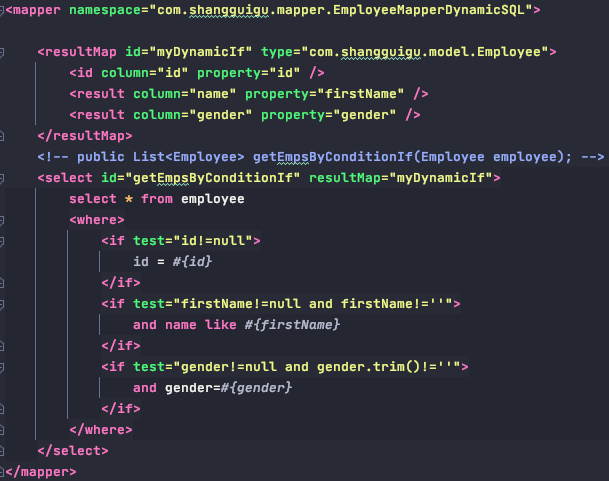 <mapper namespace="com.shangguigu.mapper.EmployeeMapperDynamicSQL">
<resultMap id="myDynamicIf" type="com.shangguigu.model.Employee">
<id column="id" property="id" />
<result column="name" property="firstName" />
<result column="gender" property="gender" />
</resultMap>
<!-- public List<Employee> getEmpsByConditionIf(Employee employee); -->
<select id="getEmpsByConditionIf" resultMap="myDynamicIf">
select * from employee
<where>
<if test="id!=null">
id = #{id}
</if>
<if test="firstName!=null and firstName!=''">
and name like #{firstName}
</if>
<if test="gender!=null and gender.trim()!=''">
and gender=#{gender}
</if>
</where>
</select>
</mapper>